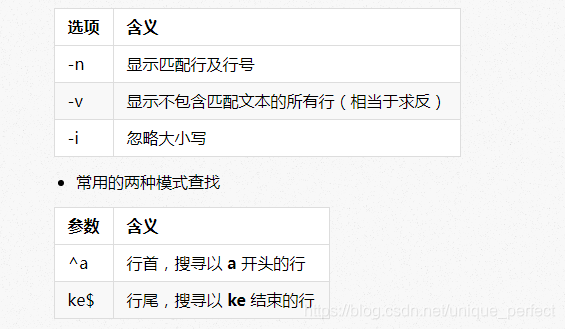 选项 含义
-n 显示匹配行及行号
-v 显示不包含匹配文本的所有行（相当于求反）
-i 忽略大小写
• 常用的两种模式查找
参数 含义
^a 行首，搜寻以 a 开头的行
ke$ 行尾，搜寻以 ke 结束的行
https://blog.csdn.net/unique_perfect